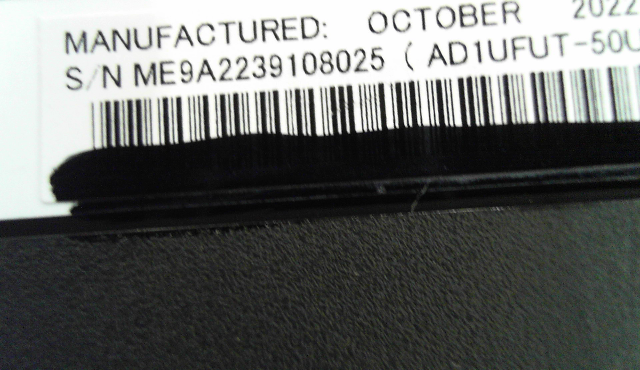 MANUFACTURED: OCTOBER 2022
S/N ME9A2239108025 ( AD1UFUT-50U